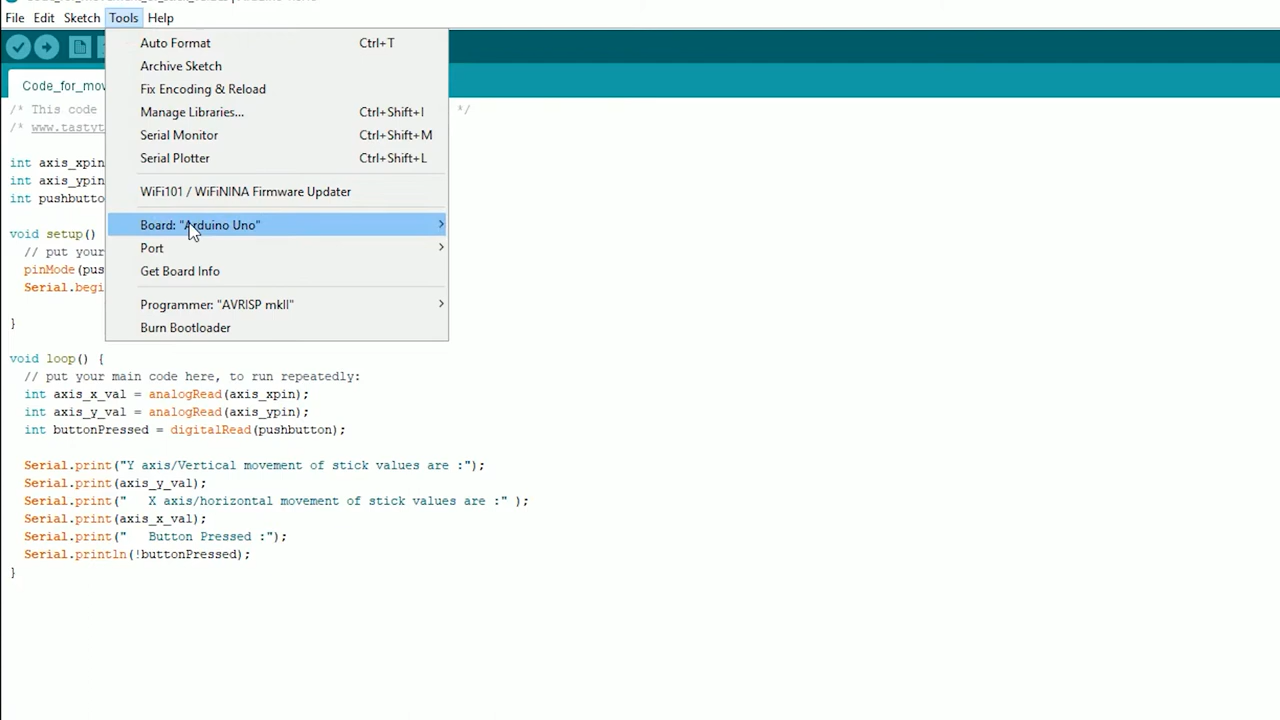 File Edit Sketch Tools Help
Auto Format Ctrl+T
Archive Sketch
Fix Encoding & Reload
Manage Libraries... Ctrl+Shift+I
Serial Monitor Ctrl+Shift+M
Serial Plotter Ctrl+Shift+L
WiFi101 / WiFiNINA Firmware Updater
Board: "Arduino Uno"
Port
Get Board Info
Programmer: "AVRISP mkII"
Burn Bootloader
Code_for_mov
/* This code */
/* www.tastyt
int axis_xpin
int axis_ypin
int pushbutto
void setup()
// put your
pinMode(pus
Serial.begi
}
void loop() {
// put your main code here, to run repeatedly:
int axis_x_val = analogRead(axis_xpin);
int axis_y_val = analogRead(axis_ypin);
int buttonPressed = digitalRead(pushbutton);
Serial.print("Y axis/Vertical movement of stick values are :");
Serial.print(axis_y_val);
Serial.print("   X axis/horizontal movement of stick values are :" );
Serial.print(axis_x_val);
Serial.print("   Button Pressed :");
Serial.println(!buttonPressed);
}